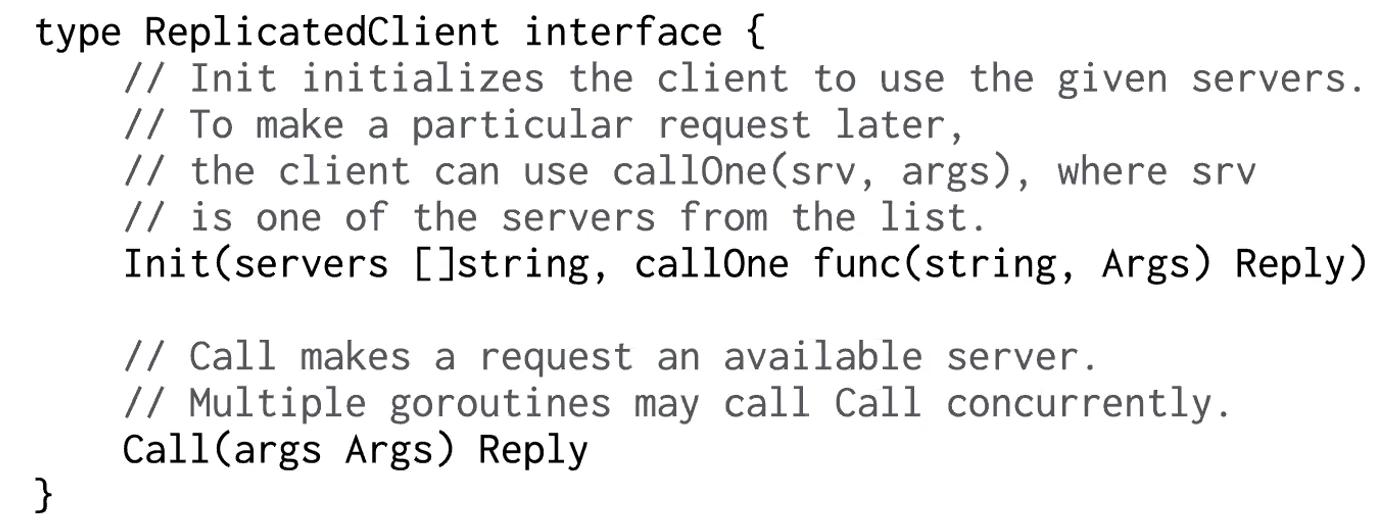 type ReplicatedClient interface {
    // Init initializes the client to use the given servers.
    // To make a particular request later,
    // the client can use callOne(srv, args), where srv
    // is one of the servers from the list.
    Init(servers []string, callOne func(string, Args) Reply)

    // Call makes a request an available server.
    // Multiple goroutines may call Call concurrently.
    Call(args Args) Reply
}